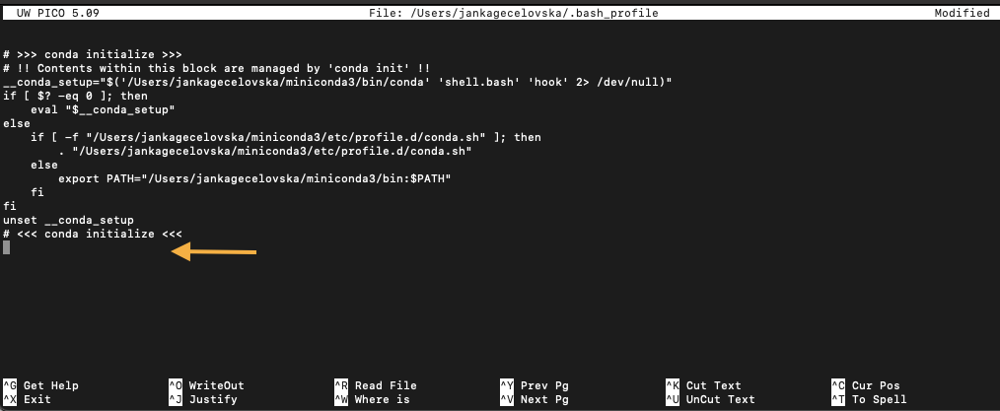 UW PICO 5.09 File: /Users/jankagecelovska/.bash_profile Modified
# >>> conda initialize >>>
# !! Contents within this block are managed by 'conda init' !!
__conda_setup="$('/Users/jankagecelovska/miniconda3/bin/conda' 'shell.bash' 'hook' 2> /dev/null)"
if [ $? -eq 0 ]; then
    eval "$__conda_setup"
else
    if [ -f "/Users/jankagecelovska/miniconda3/etc/profile.d/conda.sh" ]; then
        . "/Users/jankagecelovska/miniconda3/etc/profile.d/conda.sh"
    else
        export PATH="/Users/jankagecelovska/miniconda3/bin:$PATH"
    fi
fi
unset __conda_setup
# <<< conda initialize <<<
^G Get Help ^O WriteOut ^R Read File ^Y Prev Pg ^K Cut Text ^C Cur Pos
^X Exit ^J Justify ^W Where is ^V Next Pg ^U UnCut Text ^T To Spell